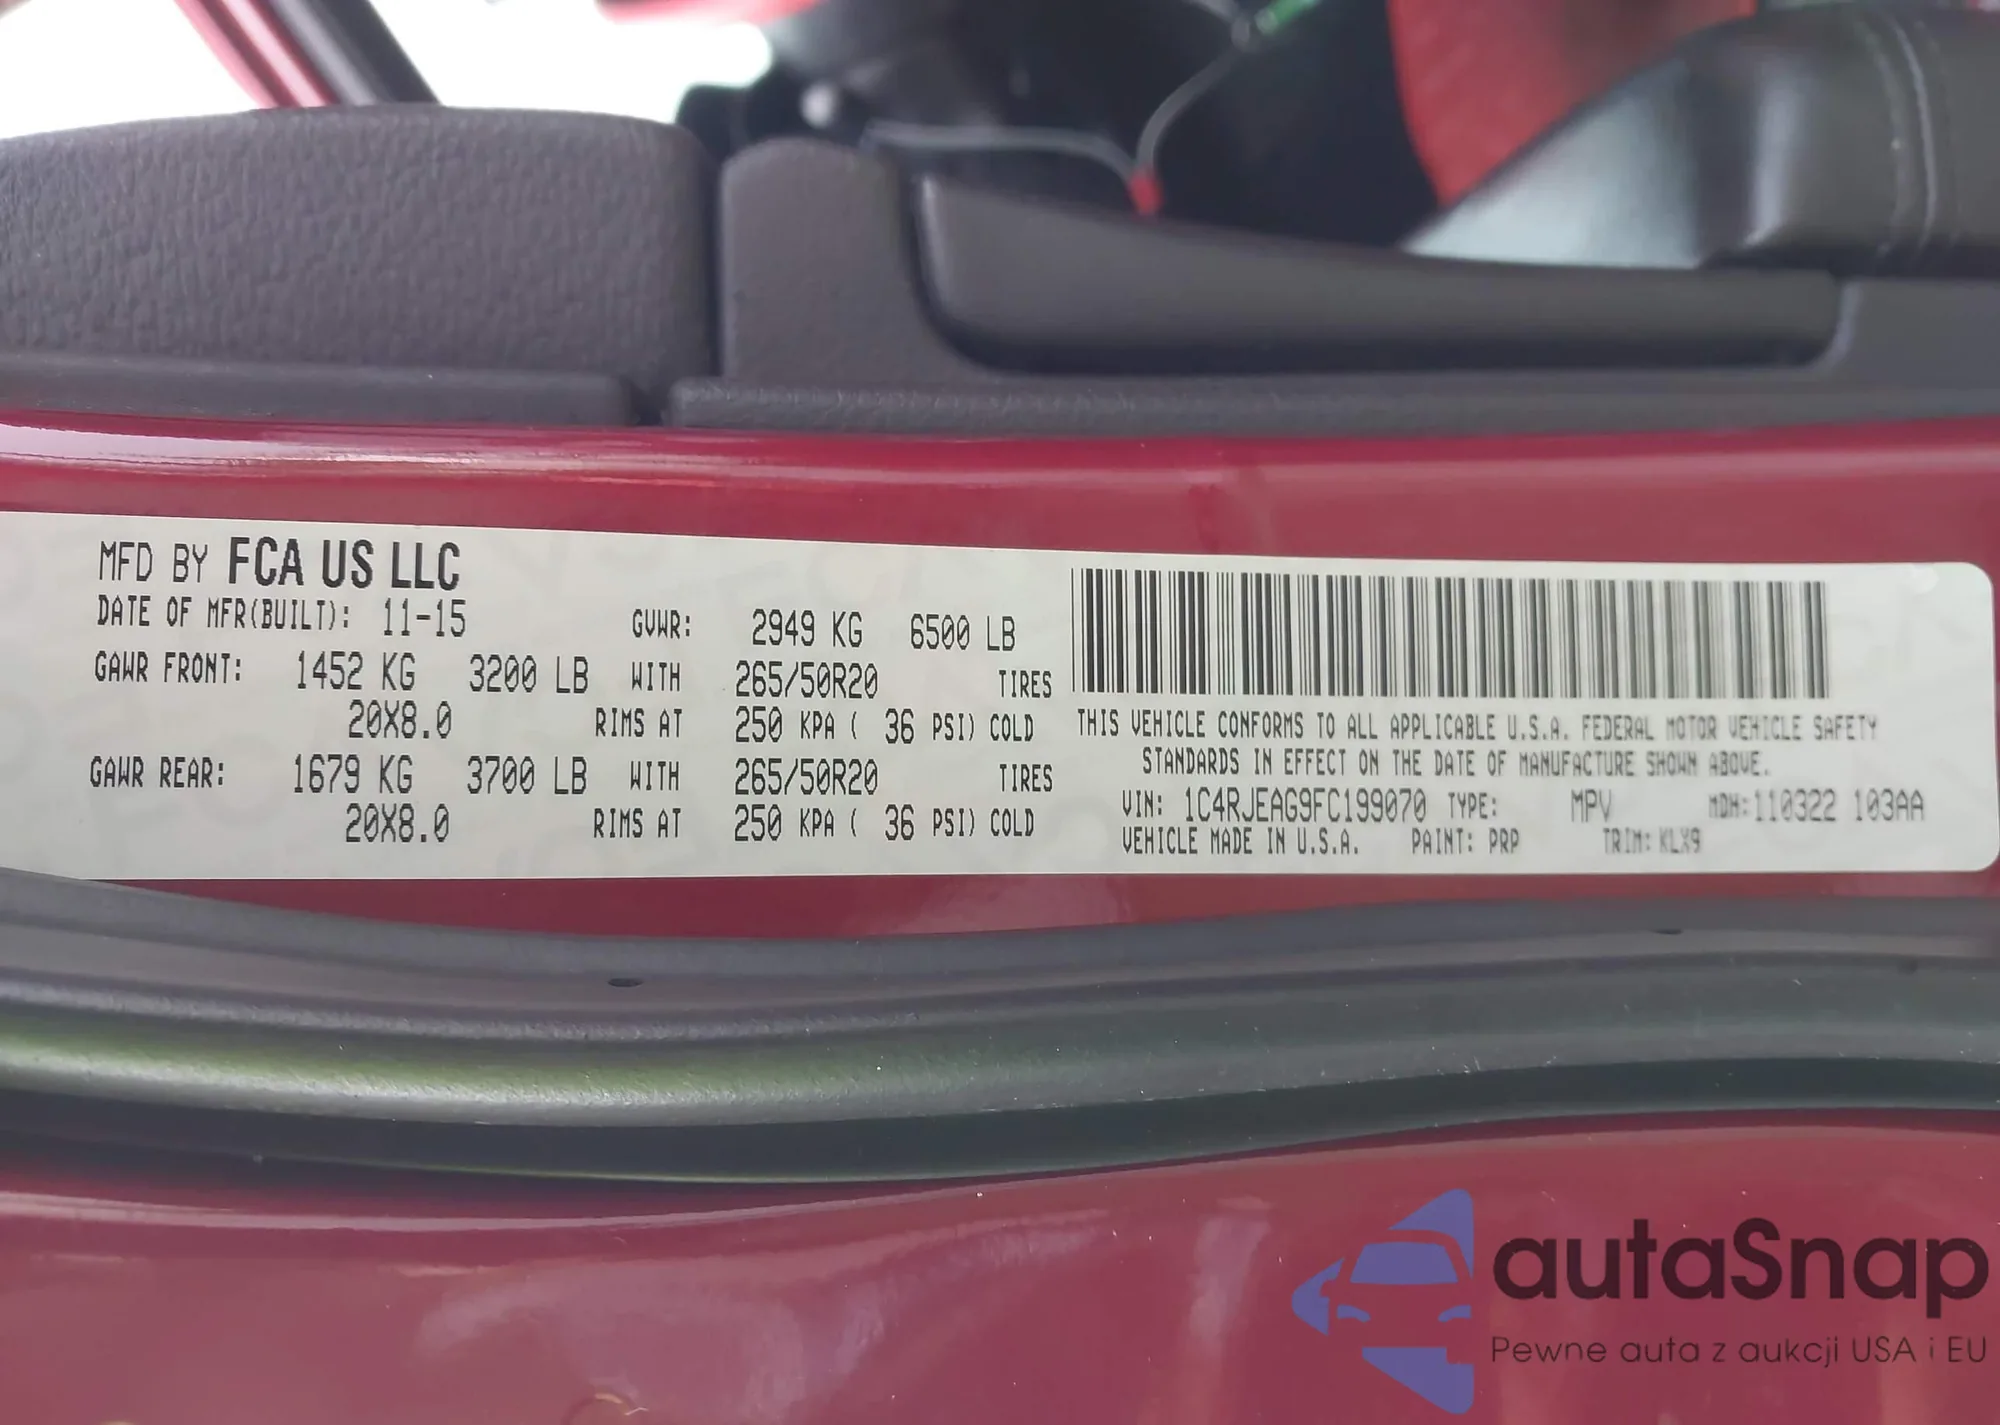 MFD BY FCA US LLC
DATE OF MFR(BUILT): 11-15 GVWR: 2949 KG 6500 LB
GAWR FRONT: 1452 KG 3200 LB WITH 265/50R20 TIRES
20X8.0 RIMS AT 250 KPA ( 36 PSI) COLD
GAWR REAR: 1679 KG 3700 LB WITH 265/50R20 TIRES
20X8.0 RIMS AT 250 KPA ( 36 PSI) COLD
THIS VEHICLE CONFORMS TO ALL APPLICABLE U.S.A. FEDERAL MOTOR VEHICLE SAFETY
STANDARDS IN EFFECT ON THE DATE OF MANUFACTURE SHOWN ABOVE.
VIN: 1C4RJEAG9FC199070 TYPE: MPV MDH: 110322 103AA
VEHICLE MADE IN U.S.A. PAINT: PRP TRIM: KLX9
autaSnap
Pewne auta z aukcji USA i EU